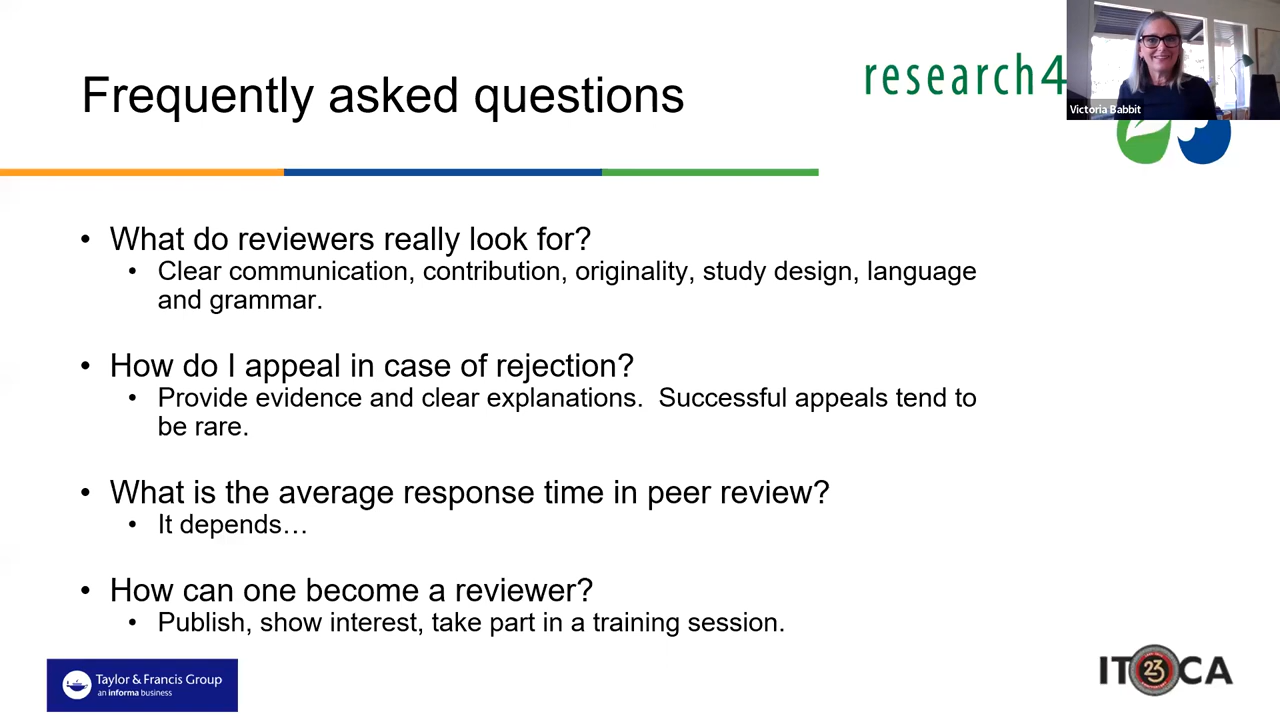 Frequently asked questions
research4
Victoria Babbit
• What do reviewers really look for?
• Clear communication, contribution, originality, study design, language
and grammar.
• How do I appeal in case of rejection?
• Provide evidence and clear explanations.  Successful appeals tend to
be rare.
• What is the average response time in peer review?
• It depends…
• How can one become a reviewer?
• Publish, show interest, take part in a training session.
Taylor & Francis Group
an informa business
IT23CA